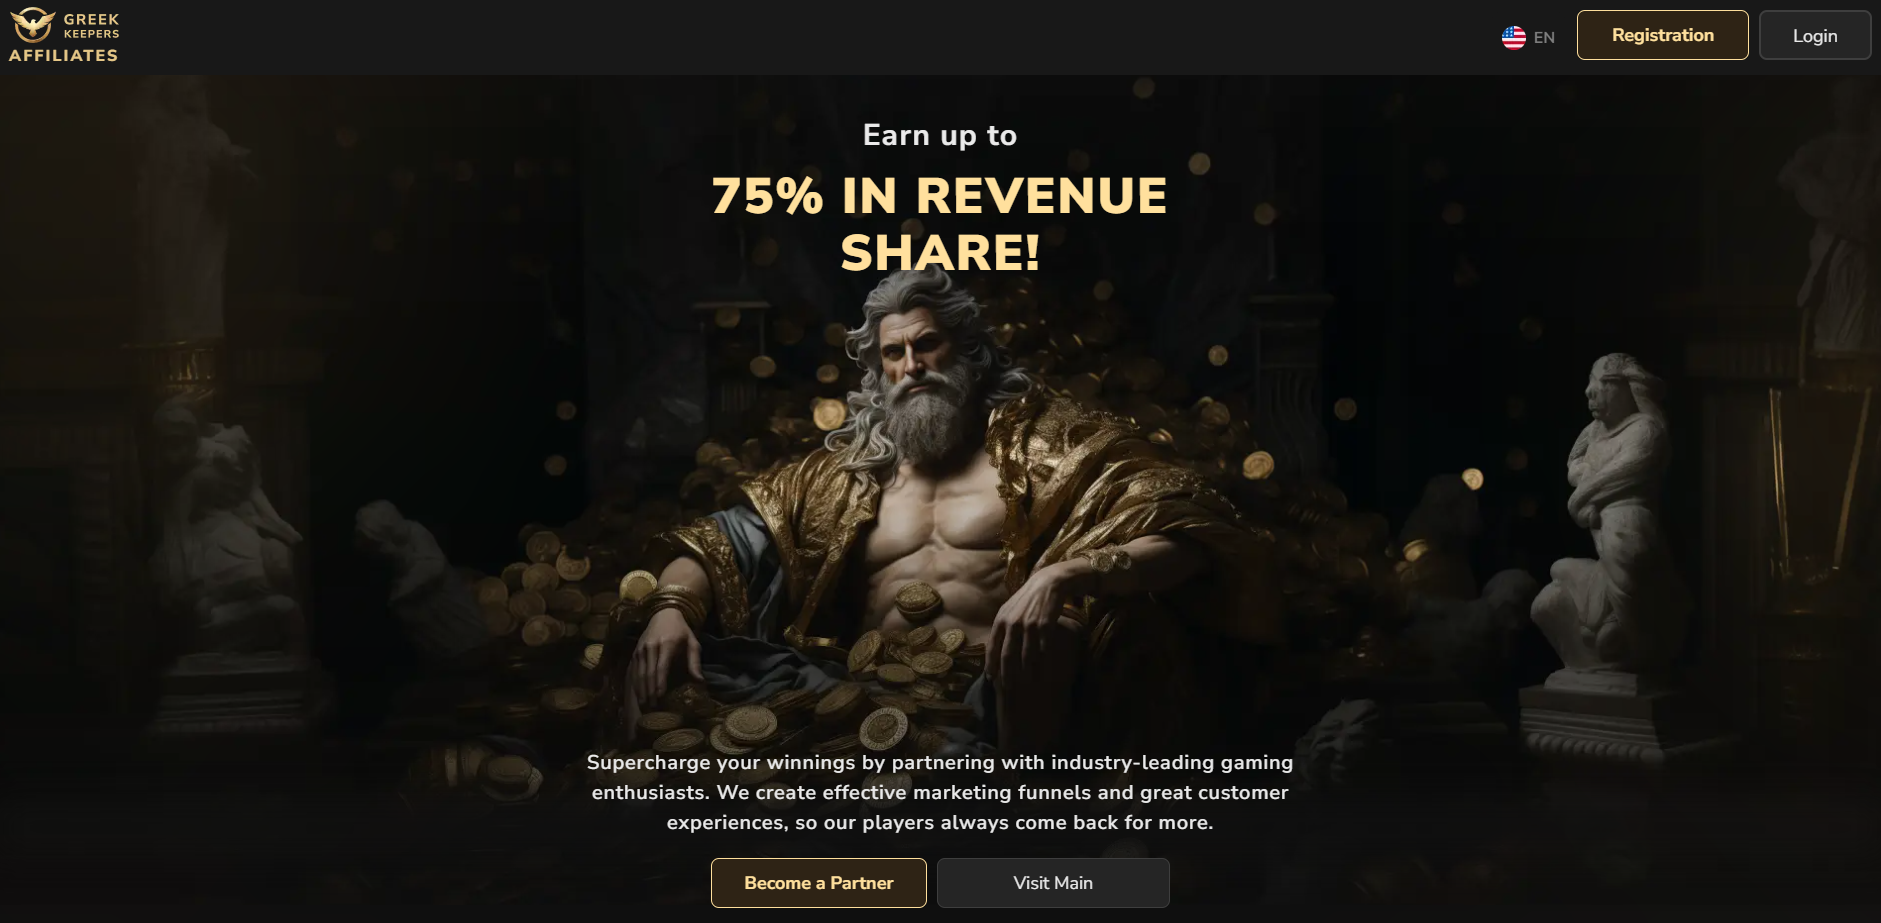 GREEK
KEEPERS
AFFILIATES
EN
Registration
Login
Earn up to
75% IN REVENUE
SHARE!
Supercharge your winnings by partnering with industry-leading gaming
enthusiasts. We create effective marketing funnels and great customer
experiences, so our players always come back for more.
Become a Partner
Visit Main